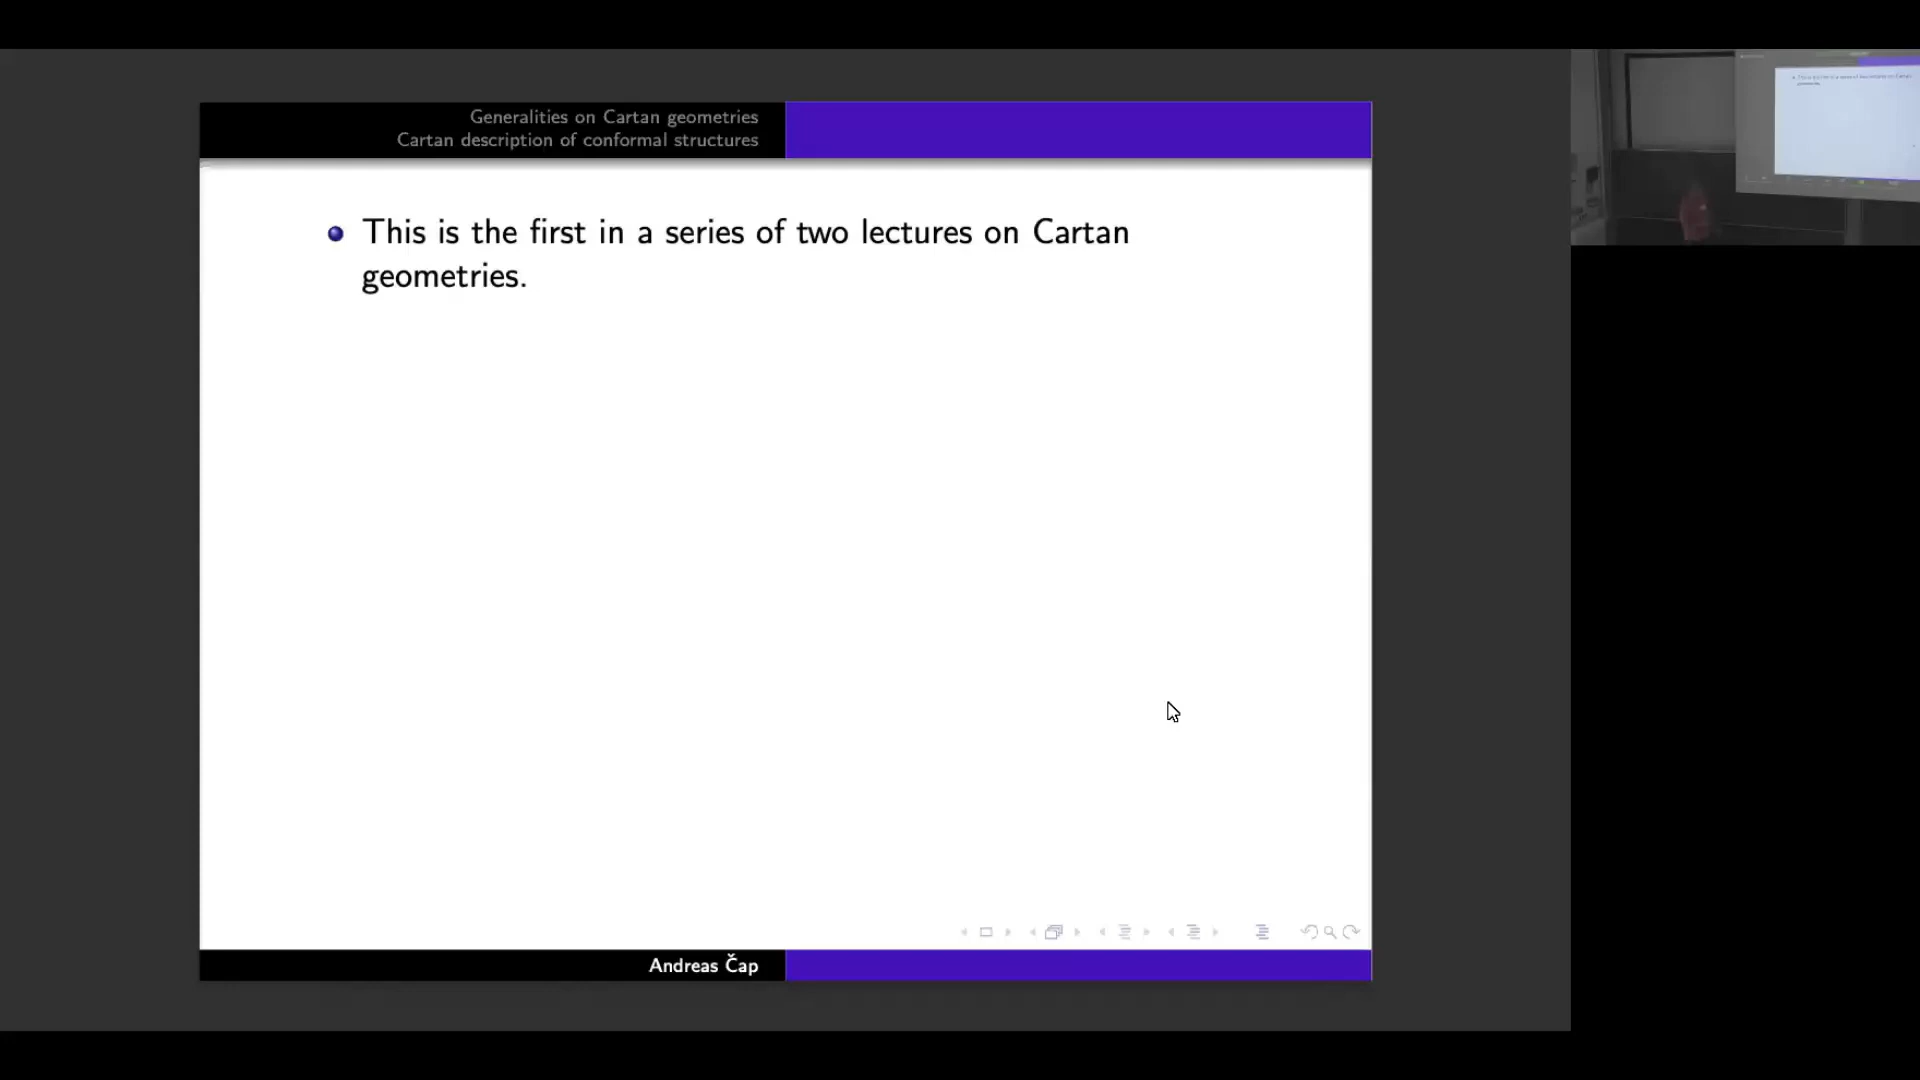 Generalities on Cartan geometries
Cartan description of conformal structures
This is the first in a series of two lectures on Cartan
geometries.
Andreas Čap